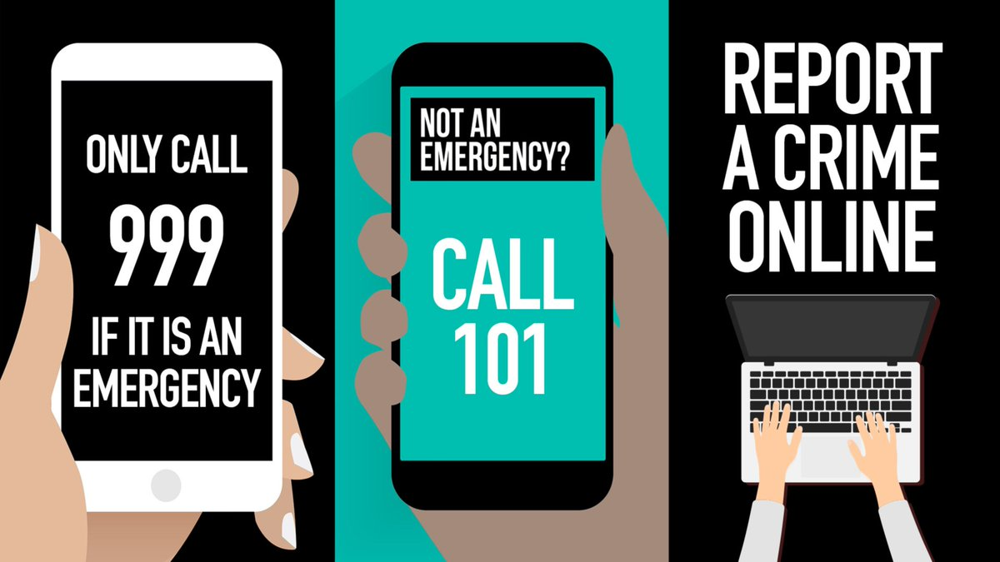 ONLY CALL
999
IF IT IS AN
EMERGENCY
NOT AN
EMERGENCY?
CALL
101
REPORT
A CRIME
ONLINE